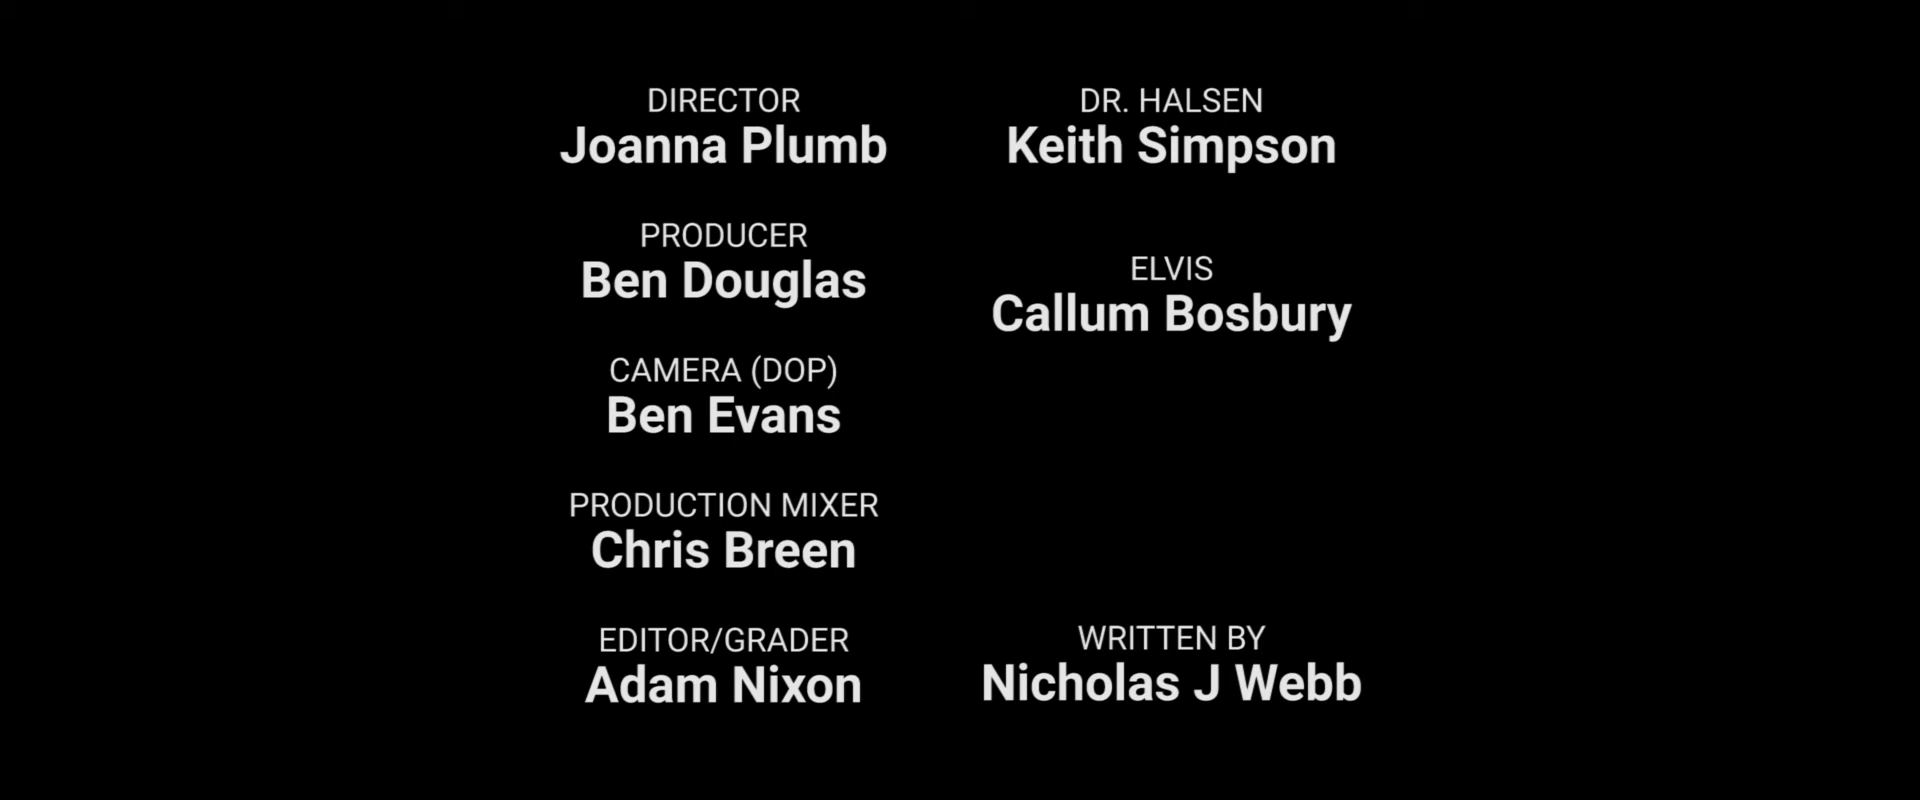 DIRECTOR
Joanna Plumb
PRODUCER
Ben Douglas
CAMERA (DOP)
Ben Evans
PRODUCTION MIXER
Chris Breen
EDITOR/GRADER
Adam Nixon
DR. HALSEN
Keith Simpson
ELVIS
Callum Bosbury
WRITTEN BY
Nicholas J Webb